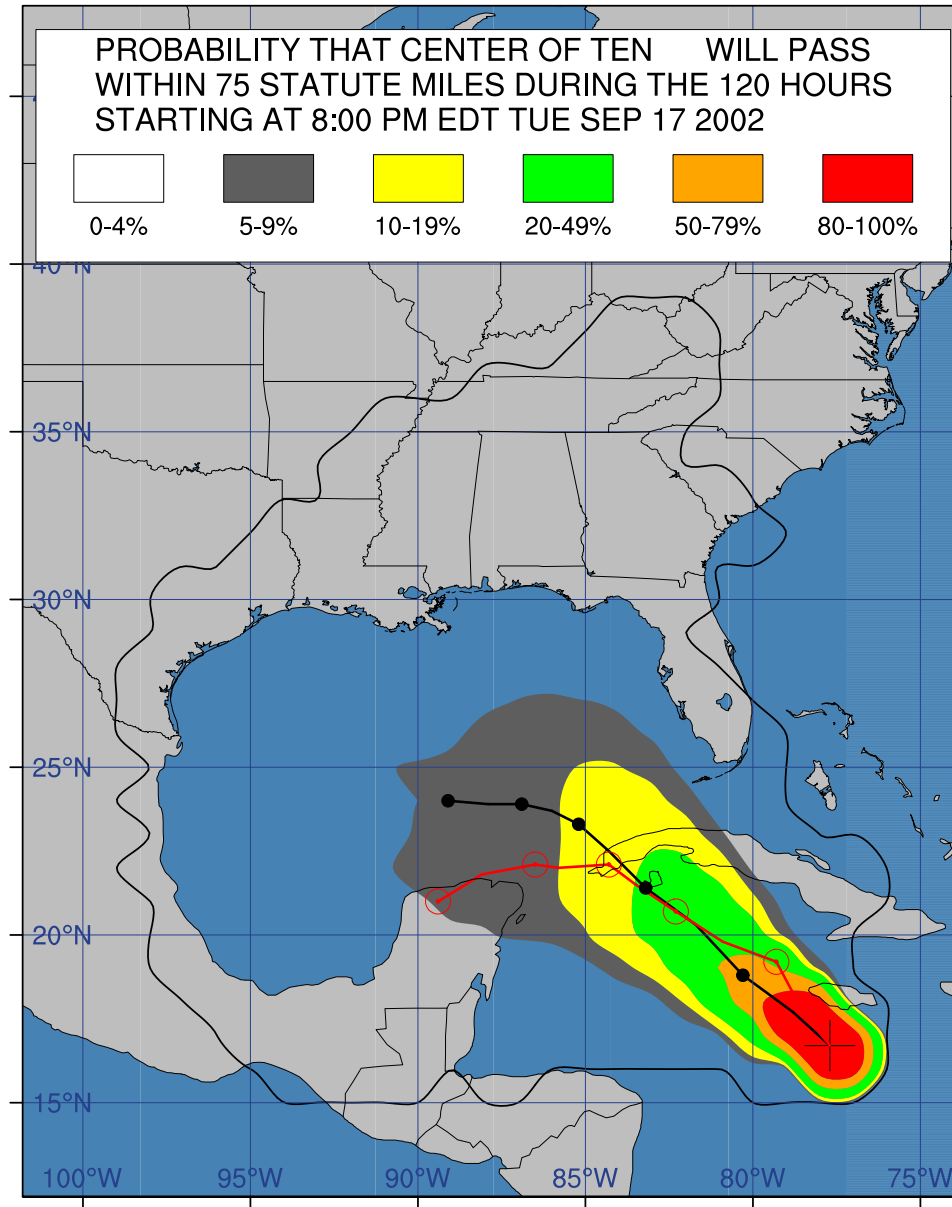 PROBABILITY THAT CENTER OF TEN WILL PASS
WITHIN 75 STATUTE MILES DURING THE 120 HOURS
STARTING AT 8:00 PM EDT TUE SEP 17 2002
0-4% 5-9% 10-19% 20-49% 50-79% 80-100%
40°N
35°N
30°N
25°N
20°N
15°N
100°W 95°W 90°W 85°W 80°W 75°W